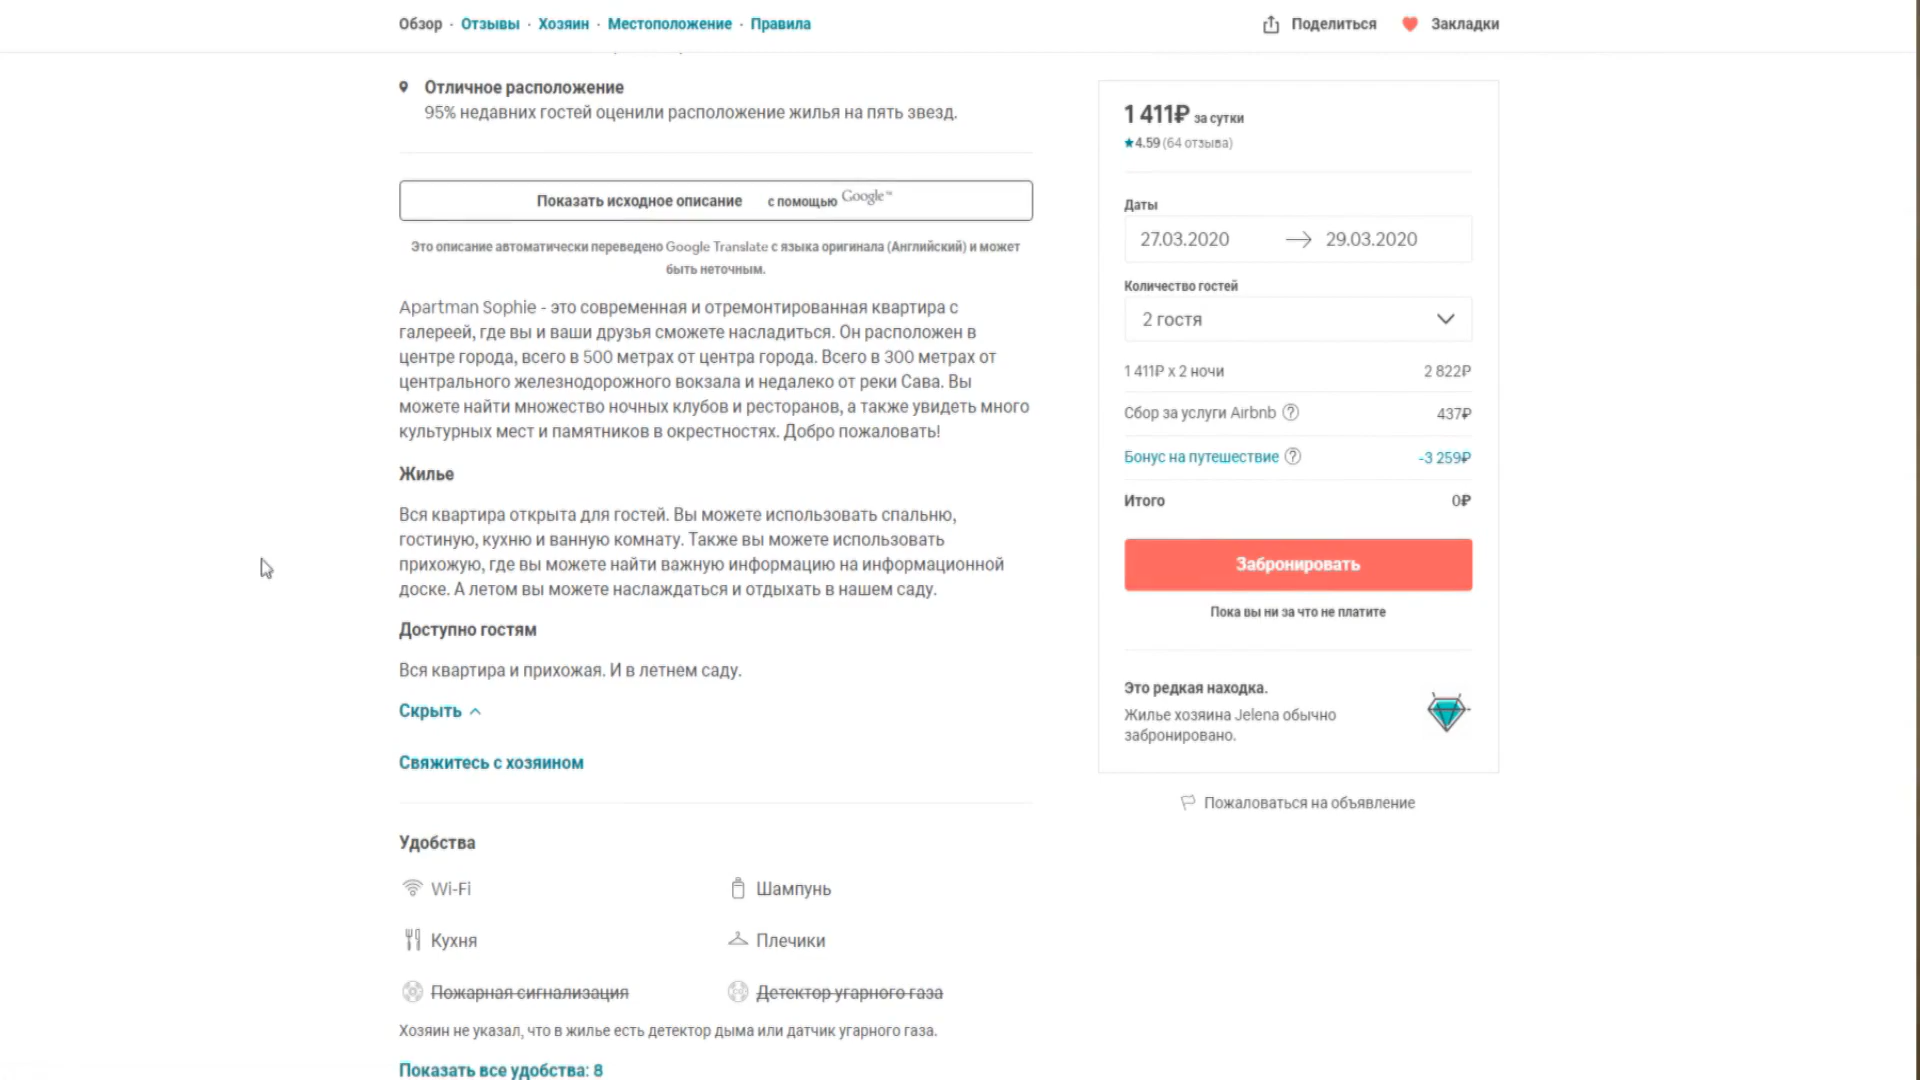 Обзор · Отзывы · Хозяин · Местоположение · Правила
Поделиться
Закладки
Отличное расположение
95% недавних гостей оценили расположение жилья на пять звезд.
Показать исходное описание с помощью Google™
Это описание автоматически переведено Google Translate с языка оригинала (Английский) и может
быть неточным.
Apartman Sophie - это современная и отремонтированная квартира с
галереей, где вы и ваши друзья сможете насладиться. Он расположен в
центре города, всего в 500 метрах от центра города. Всего в 300 метрах от
центрального железнодорожного вокзала и недалеко от реки Сава. Вы
можете найти множество ночных клубов и ресторанов, а также увидеть много
культурных мест и памятников в окрестностях. Добро пожаловать!
Жилье
Вся квартира открыта для гостей. Вы можете использовать спальню,
гостиную, кухню и ванную комнату. Также вы можете использовать
прихожую, где вы можете найти важную информацию на информационной
доске. А летом вы можете наслаждаться и отдыхать в нашем саду.
Доступно гостям
Вся квартира и прихожая. И в летнем саду.
Скрыть
Свяжитесь с хозяином
Удобства
Wi-Fi
Шампунь
Кухня
Плечики
Пожарная сигнализация
Детектор угарного газа
Хозяин не указал, что в жилье есть детектор дыма или датчик угарного газа.
Показать все удобства: 8
1 411₽ за сутки
★4.59 (64 отзыва)
Даты
27.03.2020 → 29.03.2020
Количество гостей
2 гостя
1 411₽ x 2 ночи 2 822₽
Сбор за услуги Airbnb ? 437₽
Бонус на путешествие ? -3 259₽
Итого 0₽
Забронировать
Пока вы ни за что не платите
Это редкая находка.
Жилье хозяина Jelena обычно
забронировано.
Пожаловаться на объявление